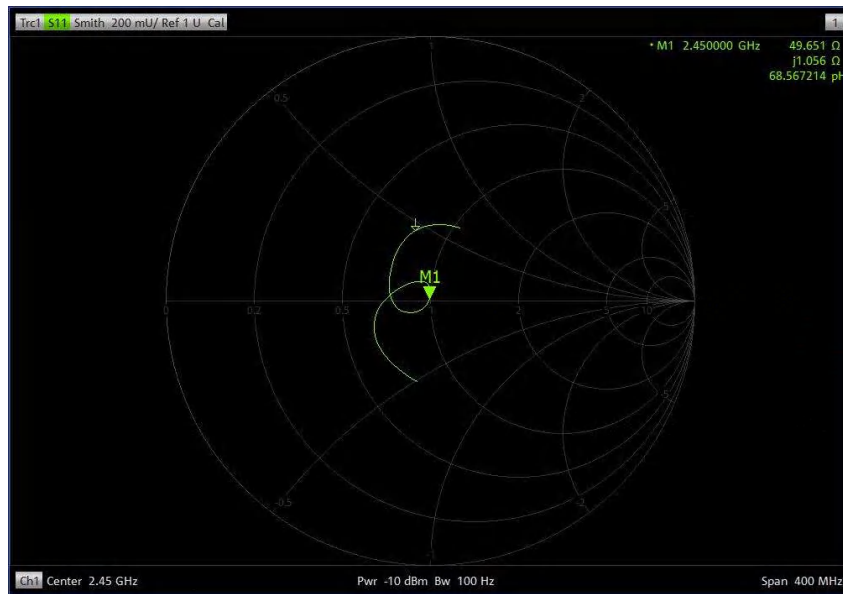 Trc1 S11 Smith 200 mU/ Ref 1 U Cal
1
• M1 2.450000 GHz 49.651 Ω
j1.056 Ω
68.567214 pH
1
0.5
2
5
M1
0
0.2
0.5
1
2
5
10
-5
-0.5
-2
-1
Ch1 Center 2.45 GHz
Pwr -10 dBm Bw 100 Hz
Span 400 MHz